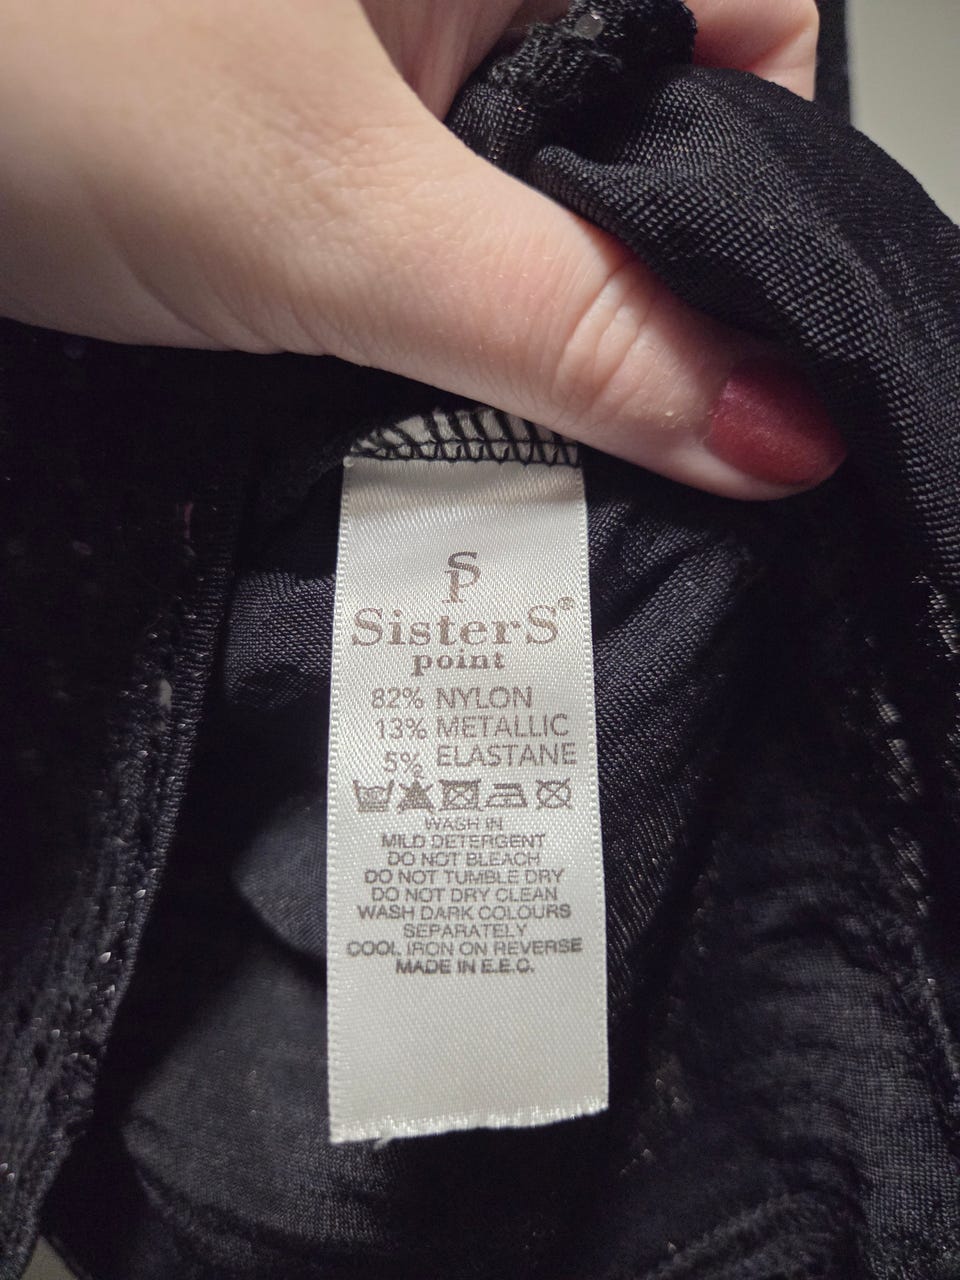 SP
SisterS®
point
82% NYLON
13% METALLIC
5% ELASTANE
WASH IN
MILD DETERGENT
DO NOT BLEACH
DO NOT TUMBLE DRY
DO NOT DRY CLEAN
WASH DARK COLOURS
SEPARATELY
COOL IRON ON REVERSE
MADE IN E.E.C.